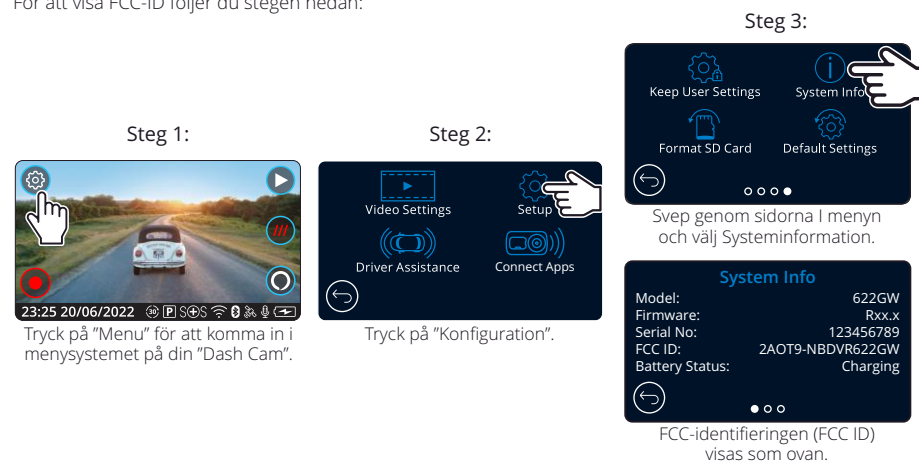 För att visa FCC-ID följer du stegen nedan:
Steg 1:
23:25 20/06/2022 30 P S S
Tryck på ”Menu” för att komma in i
menysystemet på din ”Dash Cam”.
Steg 2:
Video Settings
Setup
Driver Assistance
Connect Apps
Tryck på ”Konfiguration”.
Steg 3:
Keep User Settings
System Info
Format SD Card
Default Settings
Svep genom sidorna I menyn
och välj Systeminformation.
System Info
Model: 622GW
Firmware: Rxx.x
Serial No: 123456789
FCC ID: 2AOT9-NBDVR622GW
Battery Status: Charging
FCC-identifieringen (FCC ID)
visas som ovan.